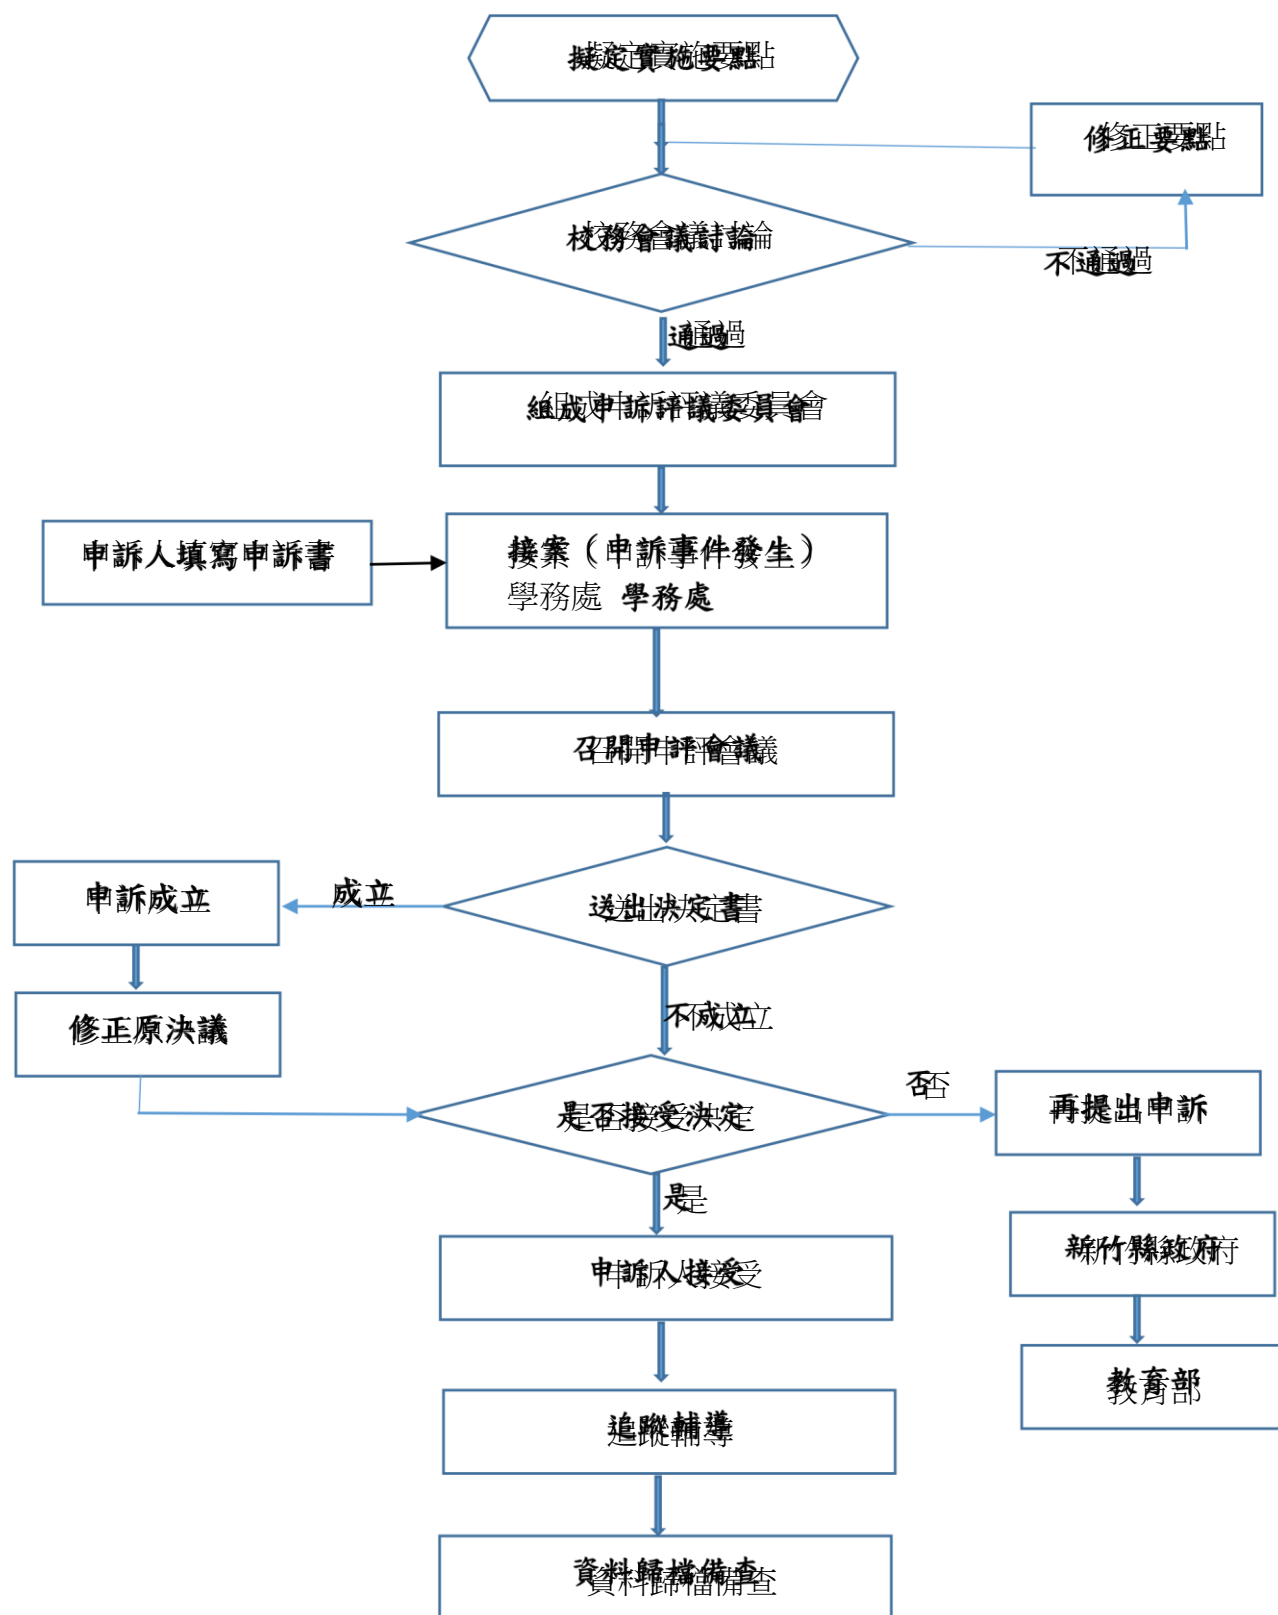 擬定實施要點
修正要點
校務會議討論
不通過
通過
組成申訴評議委員會
申訴人填寫申訴書
接案（申訴事件發生）
學務處 學務處
召開申評會議
申訴成立
成立
送出決定書
修正原決議
不成立
否
是否接受決定
再提出申訴
是
新竹縣政府
申訴人接受
教育部
追蹤輔導
資料歸檔備查